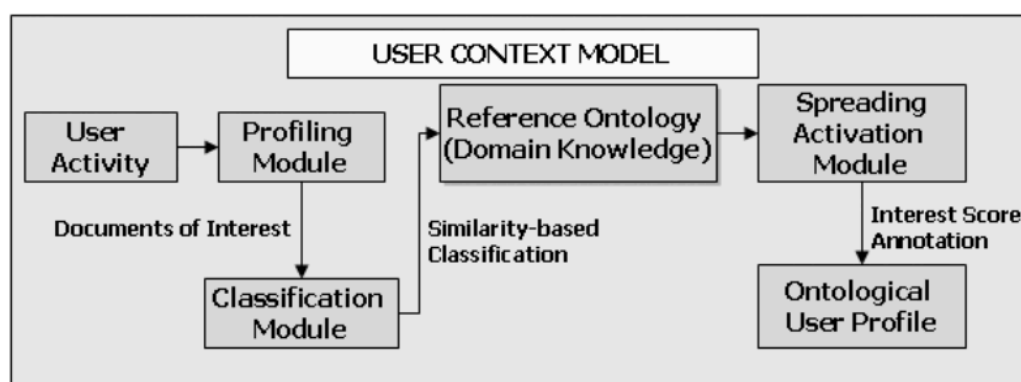 USER CONTEXT MODEL
User
Activity
Profiling
Module
Reference Ontology
(Domain Knowledge)
Spreading
Activation
Module
Documents of Interest
Similarity-based
Classification
Interest Score
Annotation
Classification
Module
Ontological
User Profile